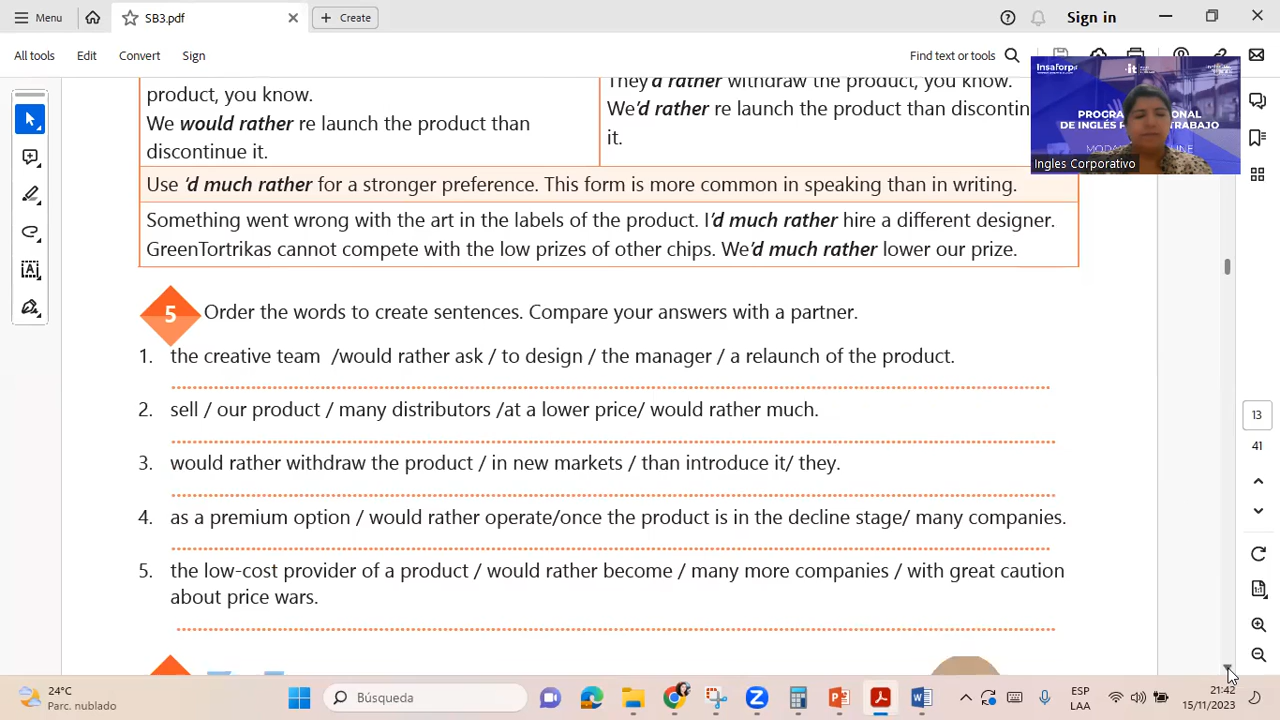 Menu
SB3.pdf
Create
Sign in
All tools
Edit
Convert
Sign
Find text or tools
product, you know.
We would rather re launch the product than
discontinue it.
They'd rather withdraw the product, you know.
We'd rather re launch the product than discontin
it.
Use 'd much rather for a stronger preference. This form is more common in speaking than in writing.
Something went wrong with the art in the labels of the product. I'd much rather hire a different designer.
GreenTortrikas cannot compete with the low prizes of other chips. We'd much rather lower our prize.
5
Order the words to create sentences. Compare your answers with a partner.
1. the creative team /would rather ask / to design / the manager / a relaunch of the product.
2. sell / our product / many distributors /at a lower price/ would rather much.
3. would rather withdraw the product / in new markets / than introduce it/ they.
4. as a premium option / would rather operate/once the product is in the decline stage/ many companies.
5. the low-cost provider of a product / would rather become / many more companies / with great caution
about price wars.
Insaforp
PROGRA ONAL
DE INGLÉS P TRABAJO
MODA INE
Ingles Corporativo
13
41
24°C
Parc. nublado
Búsqueda
ESP
LAA
21:42
15/11/2023